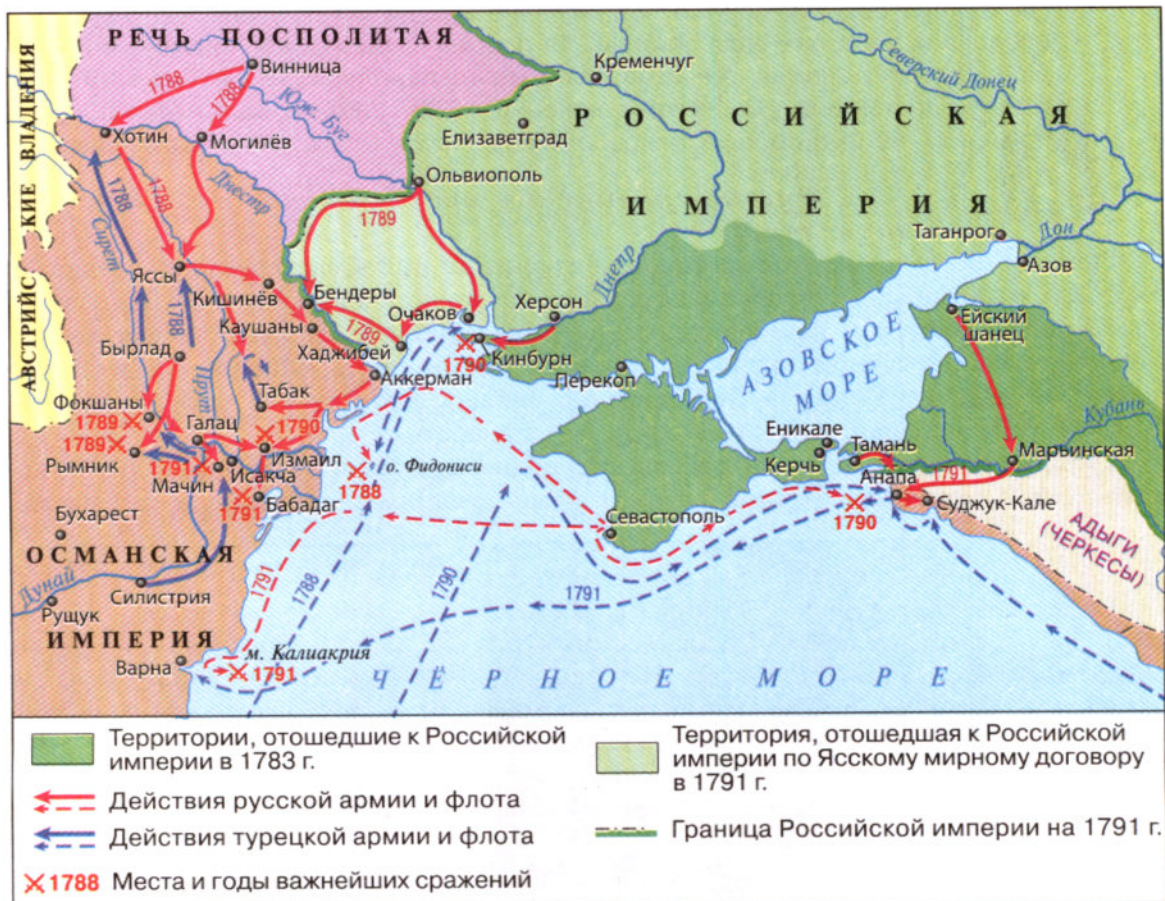 РЕЧЬ ПОСПОЛИТАЯ
Винница
Кременчуг
Северский Донец
АВСТРИЙСКИЕ ВЛАДЕНИЯ
1788
1788
Юж. Буг
Хотин
Могилёв
Елизаветград
РОССИЙСКАЯ
ИМПЕРИЯ
Ольвиополь
Днестр
1788
1788
Сирет
1789
Таганрог
Дон
Азов
Днепр
Яссы
Кишинёв
Бендеры
Очаков
Херсон
Ейский
шанец
Каушаны
1789
Хаджибей
1790
Кинбурн
Перекоп
АЗОВСКОЕ
МОРЕ
1788
Бырлад
Прут
Аккерман
Табак
Фокшаны
1789
1789
Галац
1790
Рымник
1791
Мачин
Исакча
Измаил
1791
Бабадаг
о. Фидониси
1788
Еникале
Керчь
Тамань
Кубань
Марьинская
1791
Анапа
Суджук-Кале
1790
Севастополь
АДЫГИ
(ЧЕРКЕСЫ)
Бухарест
ОСМАНСКАЯ
ИМПЕРИЯ
Дунай
Силистрия
Рущук
1791
1788
1790
1791
Варна
м. Калиакрия
1791
ЧЁРНОЕ МОРЕ
Территории, отошедшие к Российской
империи в 1783 г.
Действия русской армии и флота
Действия турецкой армии и флота
1788 Места и годы важнейших сражений
Территория, отошедшая к Российской
империи по Ясскому мирному договору
в 1791 г.
Граница Российской империи на 1791 г.